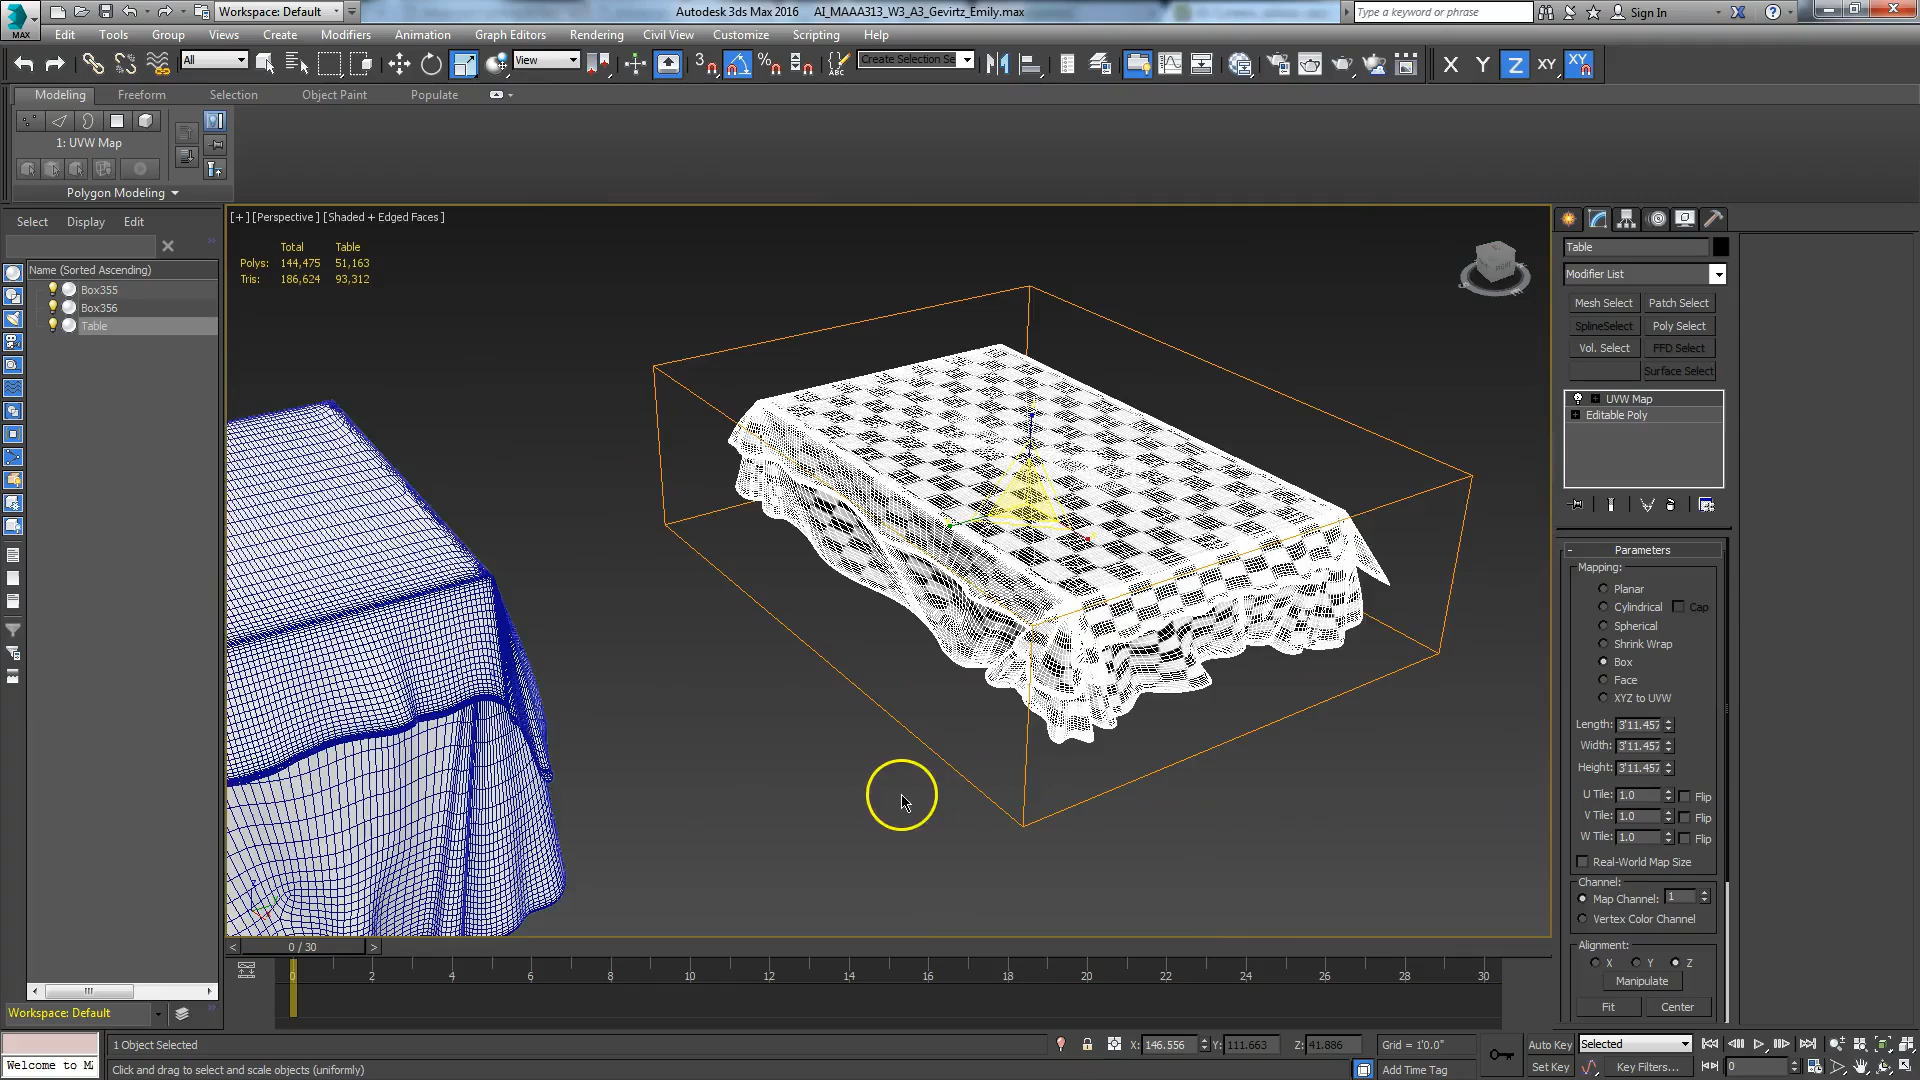 MAX
Workspace: Default
Autodesk 3ds Max 2016 AI_MAAA313_W3_A3_Gevirtz_Emily.max
Type a keyword or phrase
Sign In
Edit Tools Group Views Create Modifiers Animation Graph Editors Rendering Civil View Customize Scripting Help
All
View
3
%
ABC
Create Selection Se
X Y Z XY XY
Modeling Freeform Selection Object Paint Populate
1: UVW Map
Polygon Modeling
Select Display Edit
Name (Sorted Ascending)
Box355
Box356
Table
[+] [Perspective] [Shaded + Edged Faces]
Total Table
Polys: 144,475 51,163
Tris: 186,624 93,312
Table
Modifier List
Mesh Select Patch Select
SplineSelect Poly Select
Vol. Select FFD Select
Surface Select
UVW Map
Editable Poly
Parameters
Mapping:
Planar
Cylindrical Cap
Spherical
Shrink Wrap
Box
Face
XYZ to UVW
Length: 3'11.457
Width: 3'11.457
Height: 3'11.457
U Tile: 1.0 Flip
V Tile: 1.0 Flip
W Tile: 1.0 Flip
Real-World Map Size
Channel:
Map Channel: 1
Vertex Color Channel
Alignment:
X Y Z
Manipulate
Fit Center
< 0 / 30 >
0 2 4 6 8 10 12 14 16 18 20 22 24 26 28 30
Workspace: Default
1 Object Selected
X: 146.556 Y: 111.663 Z: 41.886
Grid = 1'0.0"
Auto Key Selected
Welcome to M
Click and drag to select and scale objects (uniformly)
Add Time Tag
Set Key Key Filters...
0